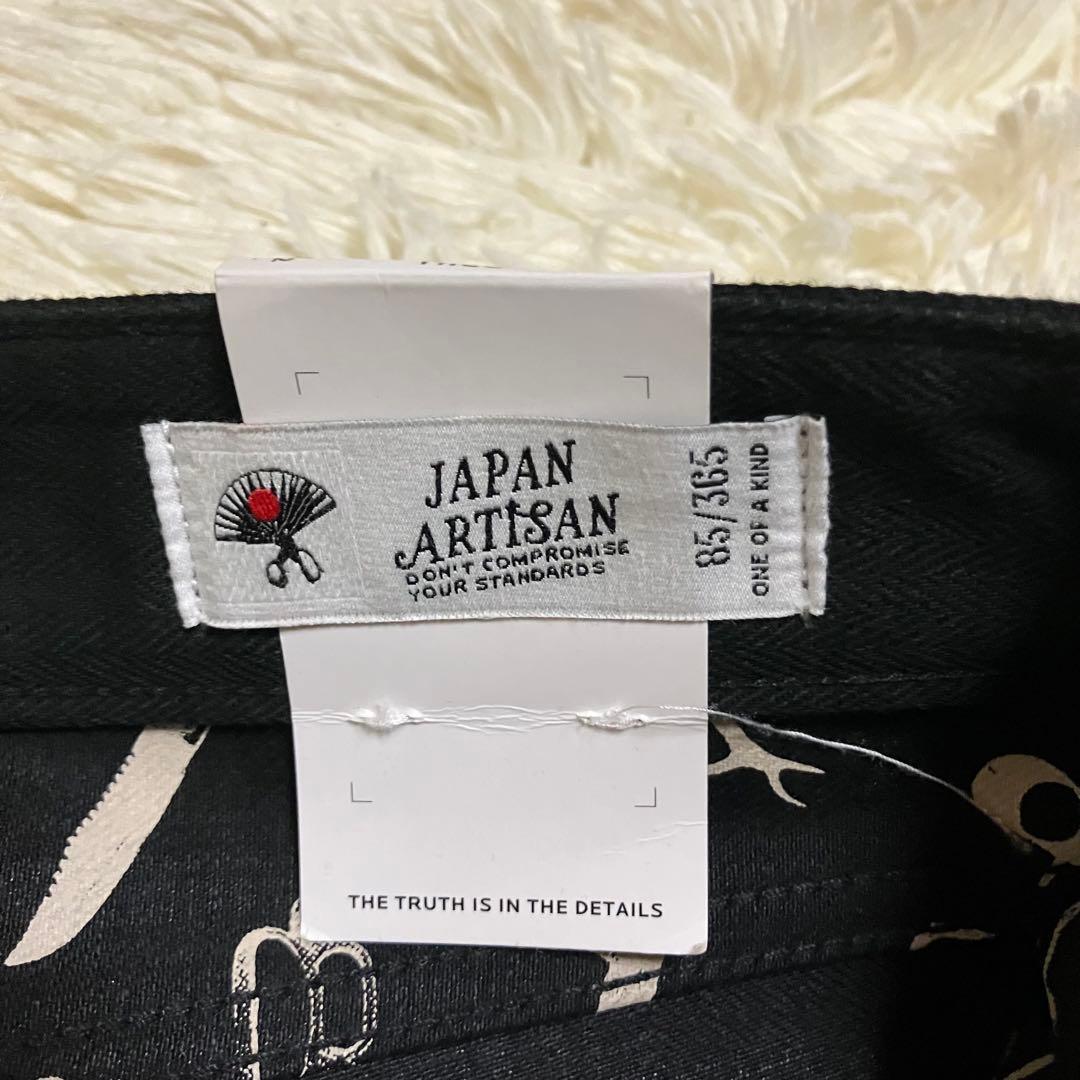 JAPAN
ARTISAN
DON'T COMPROMISE
YOUR STANDARDS
85/365
ONE OF A KIND
THE TRUTH IS IN THE DETAILS